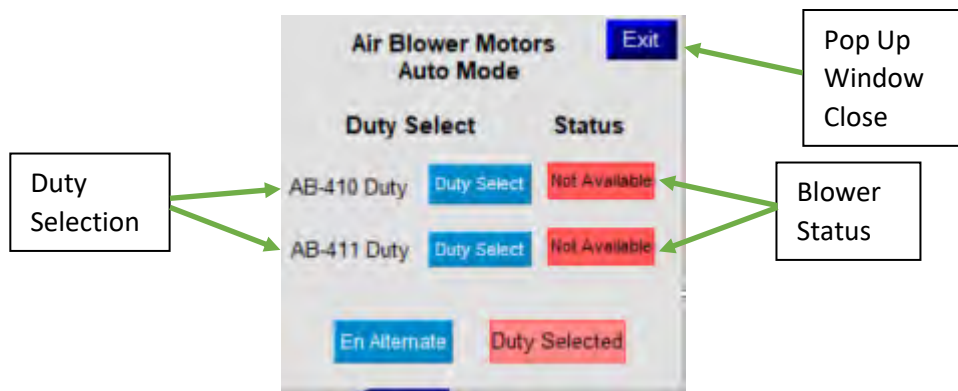 Air Blower Motors
Auto Mode
Exit
Pop Up
Window
Close
Duty Select
Status
Duty
Selection
AB-410 Duty
Duty Select
Not Available
Blower
Status
AB-411 Duty
Duty Select
Not Available
En Alternate
Duty Selected